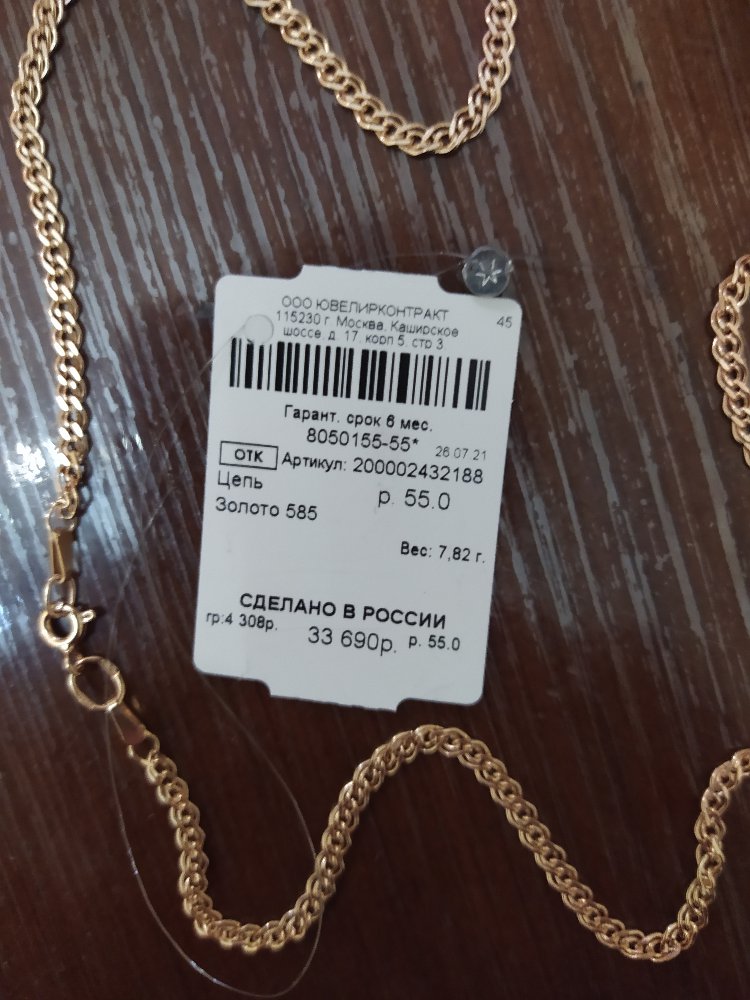 ООО ЮВЕЛИРКОНТРАКТ
45
115230 г. Москва, Каширское
шоссе, д. 17, корп 5, стр 3
Гарант. срок 6 мес.
8050155-55*
26 07 21
ОТК Артикул: 200002432188
Цепь р. 55.0
Золото 585
Вес: 7,82 г.
СДЕЛАНО В РОССИИ
гр:4 308р. 33 690р. р. 55.0